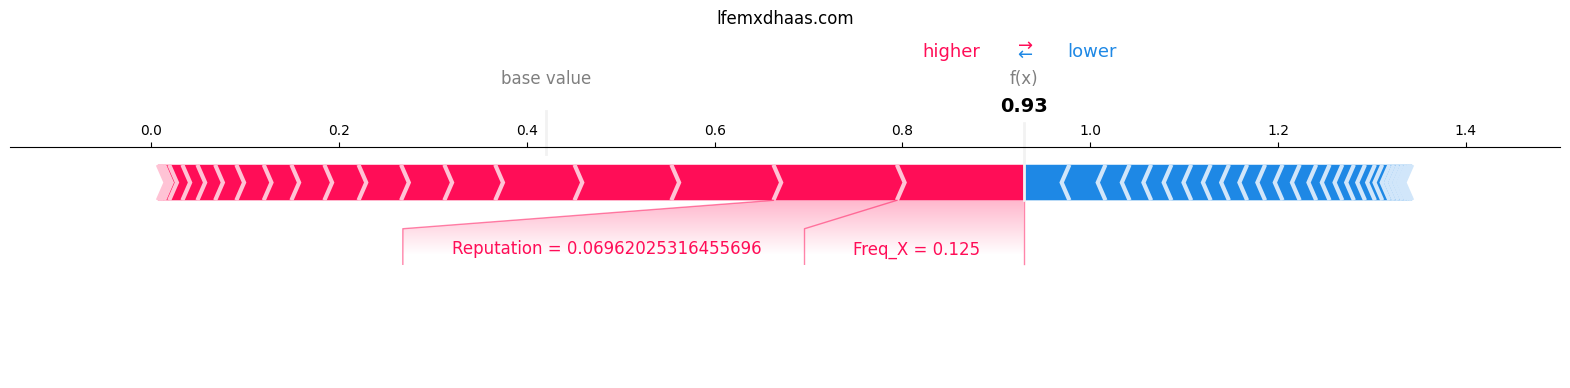 lfemxdhaas.com
higher → ← lower
base value f(x)
0.93
0.0 0.2 0.4 0.6 0.8 1.0 1.2 1.4
Reputation = 0.06962025316455696 Freq_X = 0.125